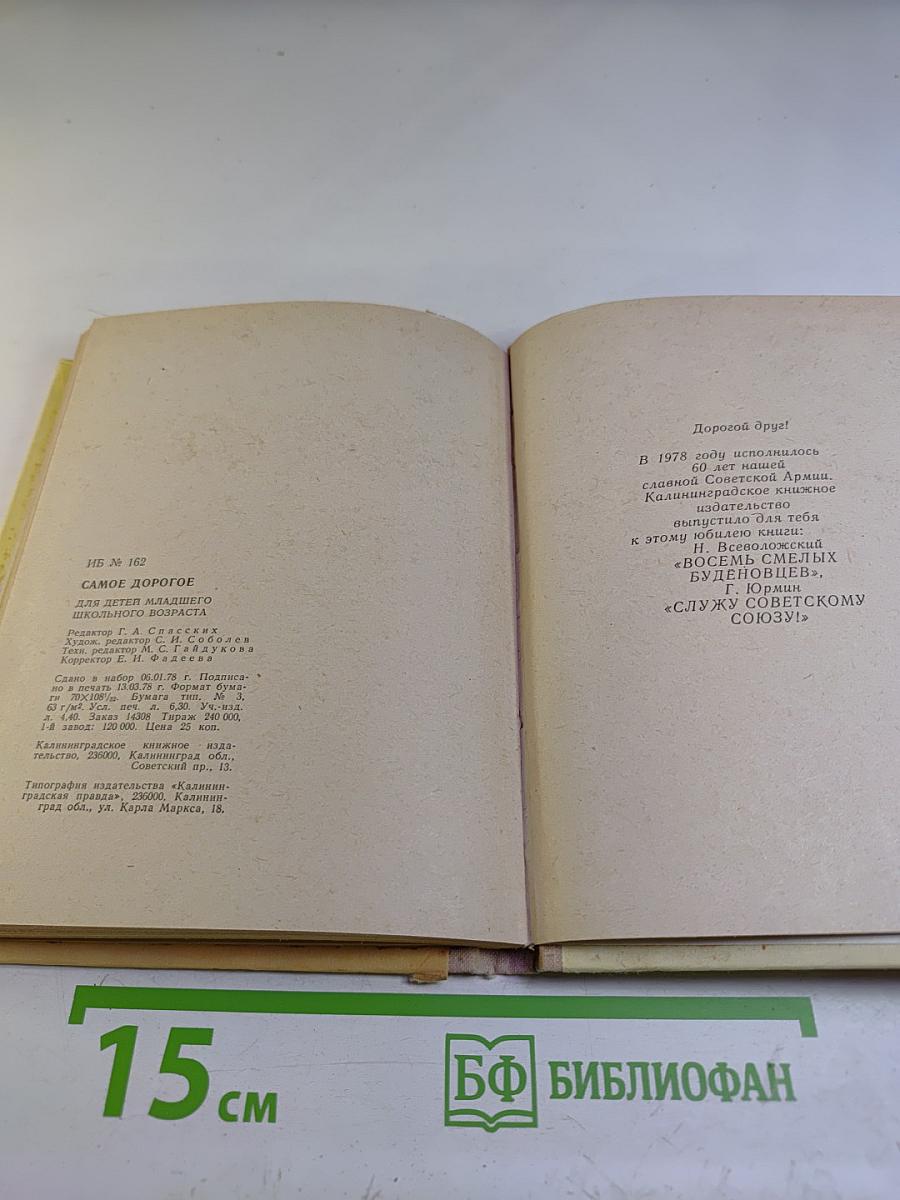 ИБ № 162
САМОЕ ДОРОГОЕ
ДЛЯ ДЕТЕЙ МЛАДШЕГО
ШКОЛЬНОГО ВОЗРАСТА
Редактор Г. А. Спасских
Худож. редактор С. И. Соболев
Техн. редактор М. С. Гайдукова
Корректор Е. И. Фадеева
Сдано в набор 06.01.78 г. Подписа-
но в печать 13.03.78 г. Формат бума-
ги 70×108¹/₃₂. Бумага тип. № 3,
63 г/м². Усл. печ. л. 6,30. Уч.-изд.
л. 4,40. Заказ 14308 Тираж 240 000,
1-й завод: 120 000. Цена 25 коп.
Калининградское книжное изда-
тельство, 236000, Калининград обл.,
Советский пр., 13.
Типография издательства «Калинин-
градская правда», 236000, Калинин-
град обл., ул. Карла Маркса, 18.
Дорогой друг!
В 1978 году исполнилось
60 лет нашей
славной Советской Армии.
Калининградское книжное
издательство
выпустило для тебя
к этому юбилею книги:
Н. Всеволожский
«ВОСЕМЬ СМЕЛЫХ
БУДЁНОВЦЕВ»,
Г. Юрмин
«СЛУЖУ СОВЕТСКОМУ
СОЮЗУ!»
15 см
БФ БИБЛИОФАН